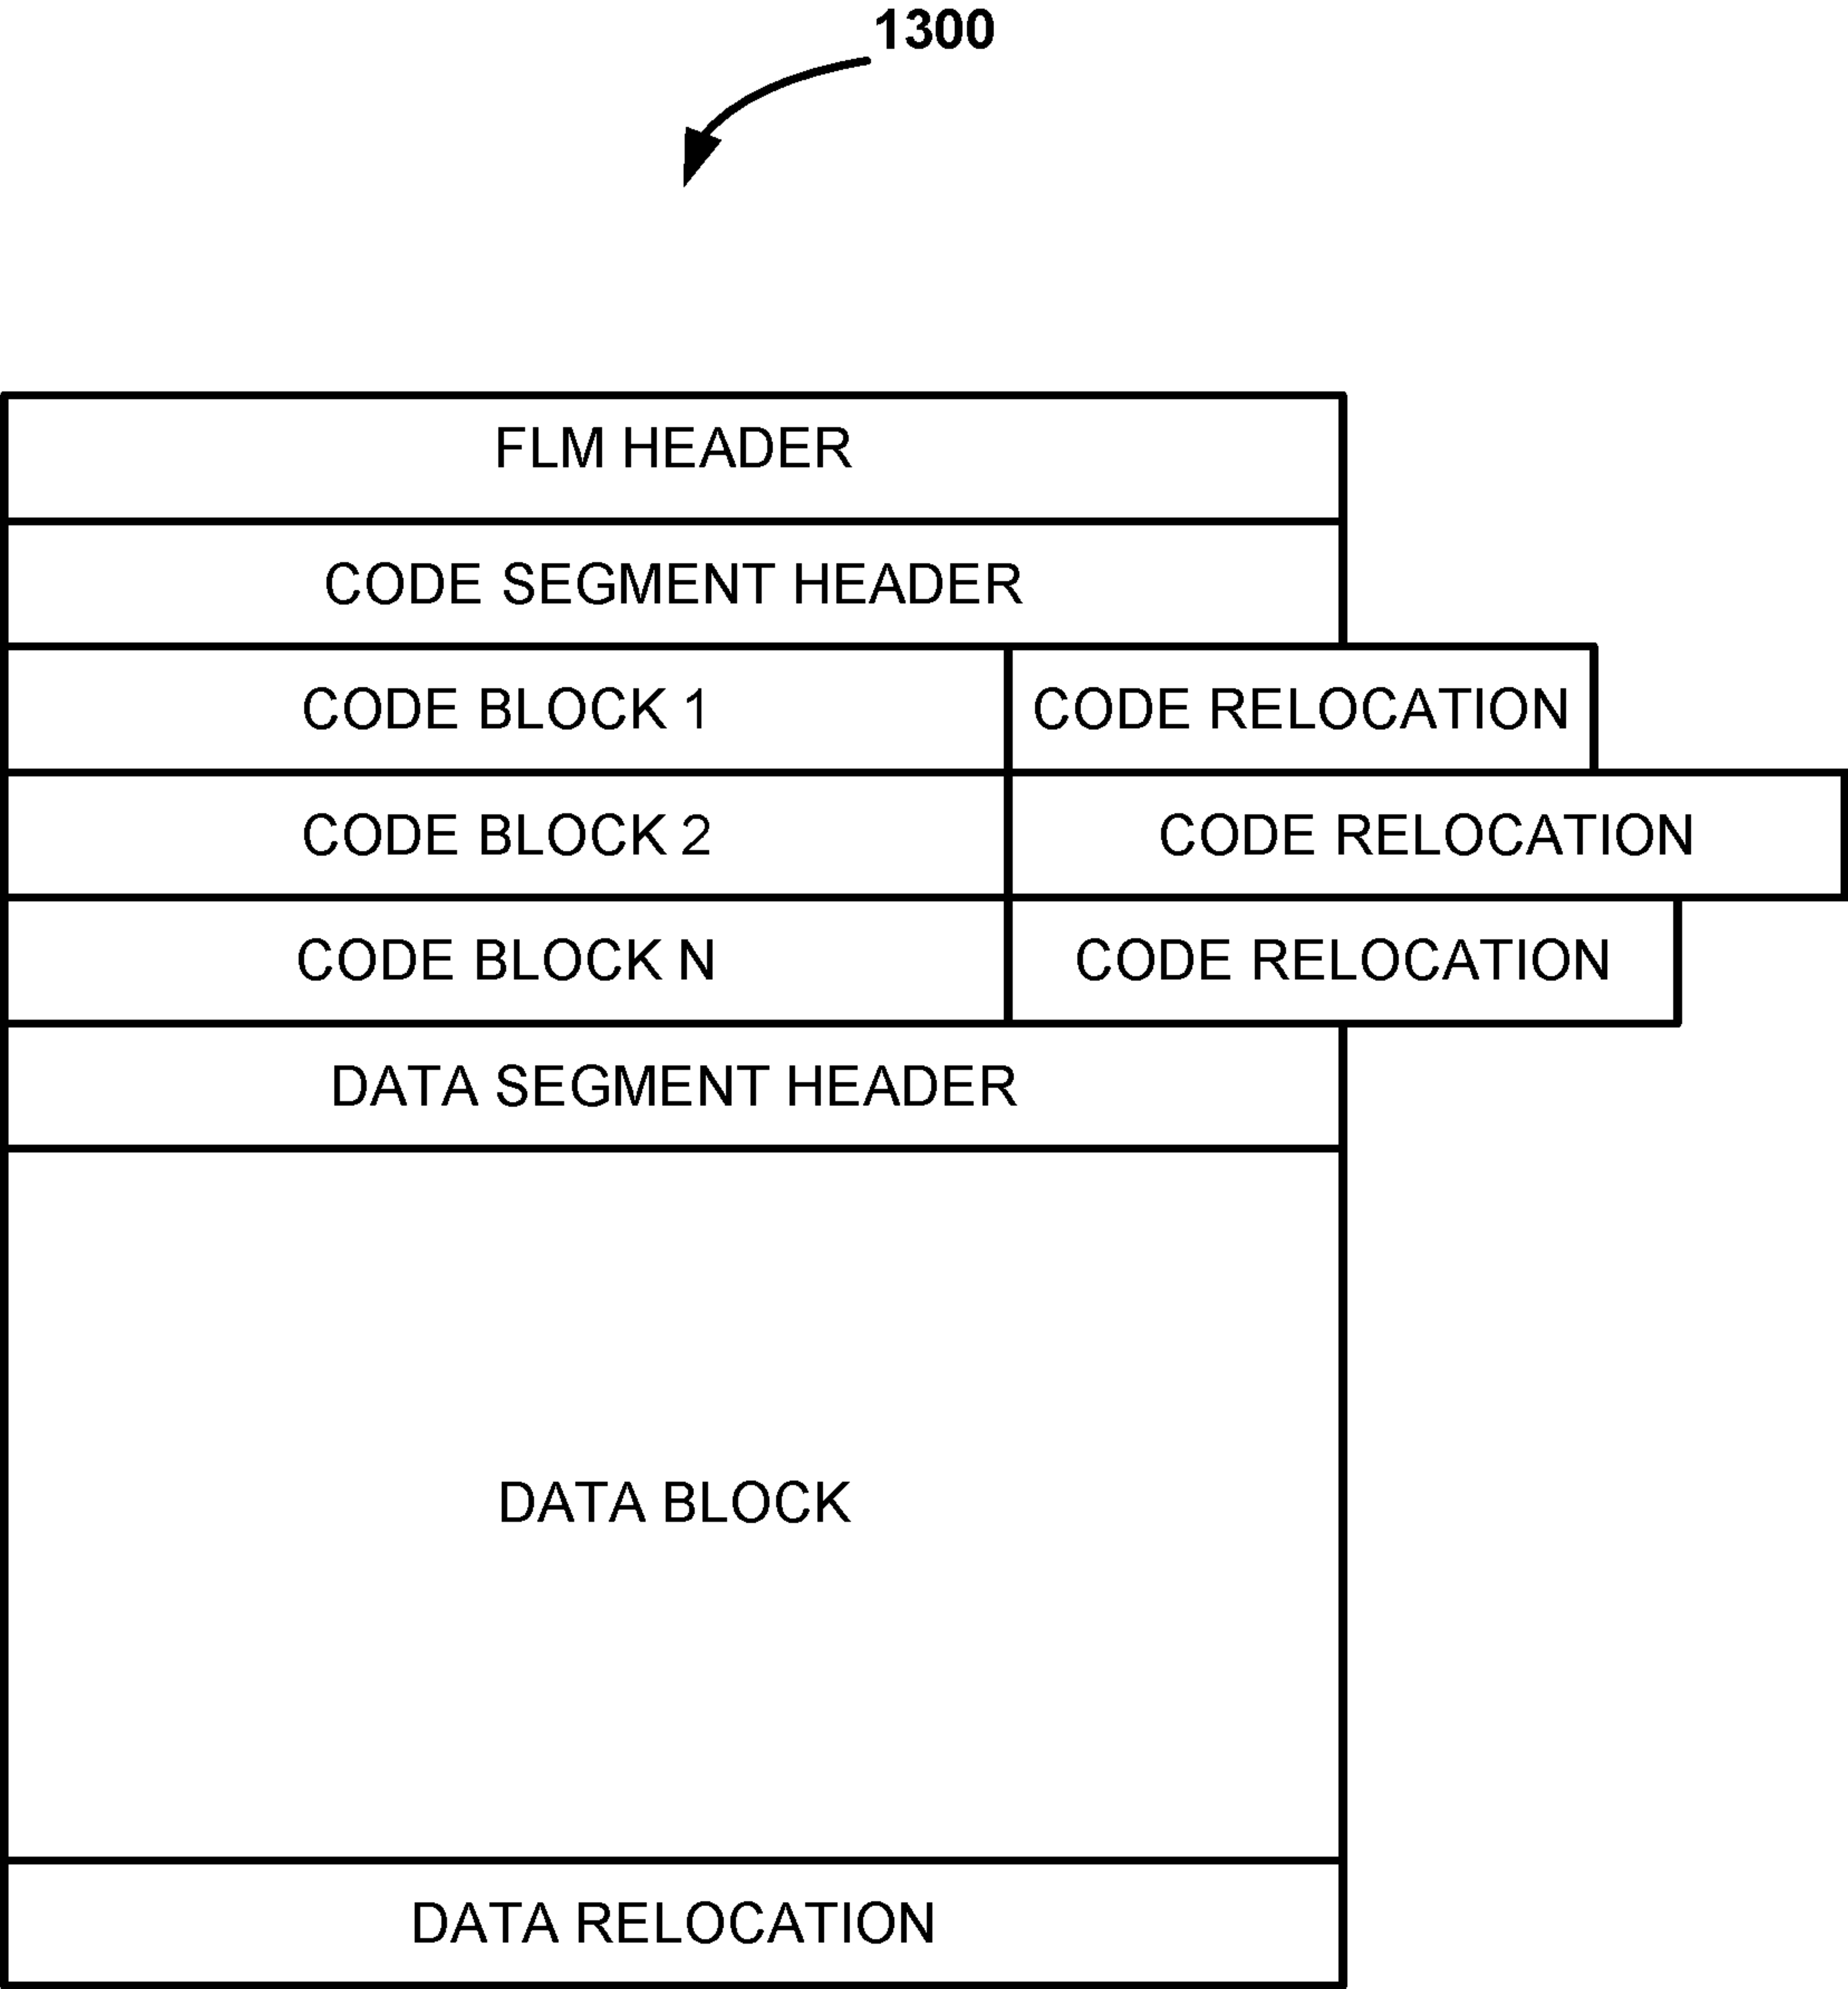 1300
FLM HEADER
CODE SEGMENT HEADER
CODE BLOCK 1 CODE RELOCATION
CODE BLOCK 2 CODE RELOCATION
CODE BLOCK N CODE RELOCATION
DATA SEGMENT HEADER
DATA BLOCK
DATA RELOCATION